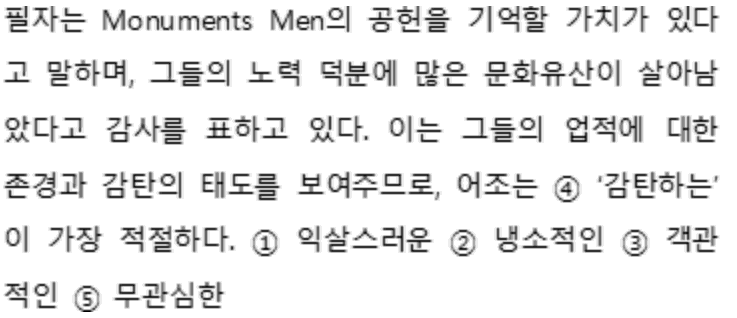 필자는 Monuments Men의 공헌을 기억할 가치가 있다
고 말하며, 그들의 노력 덕분에 많은 문화유산이 살아남
았다고 감사를 표하고 있다. 이는 그들의 업적에 대한
존경과 감탄의 태도를 보여주므로, 어조는 ④ ‘감탄하는’
이 가장 적절하다. ① 익살스러운 ② 냉소적인 ③ 객관
적인 ⑤ 무관심한